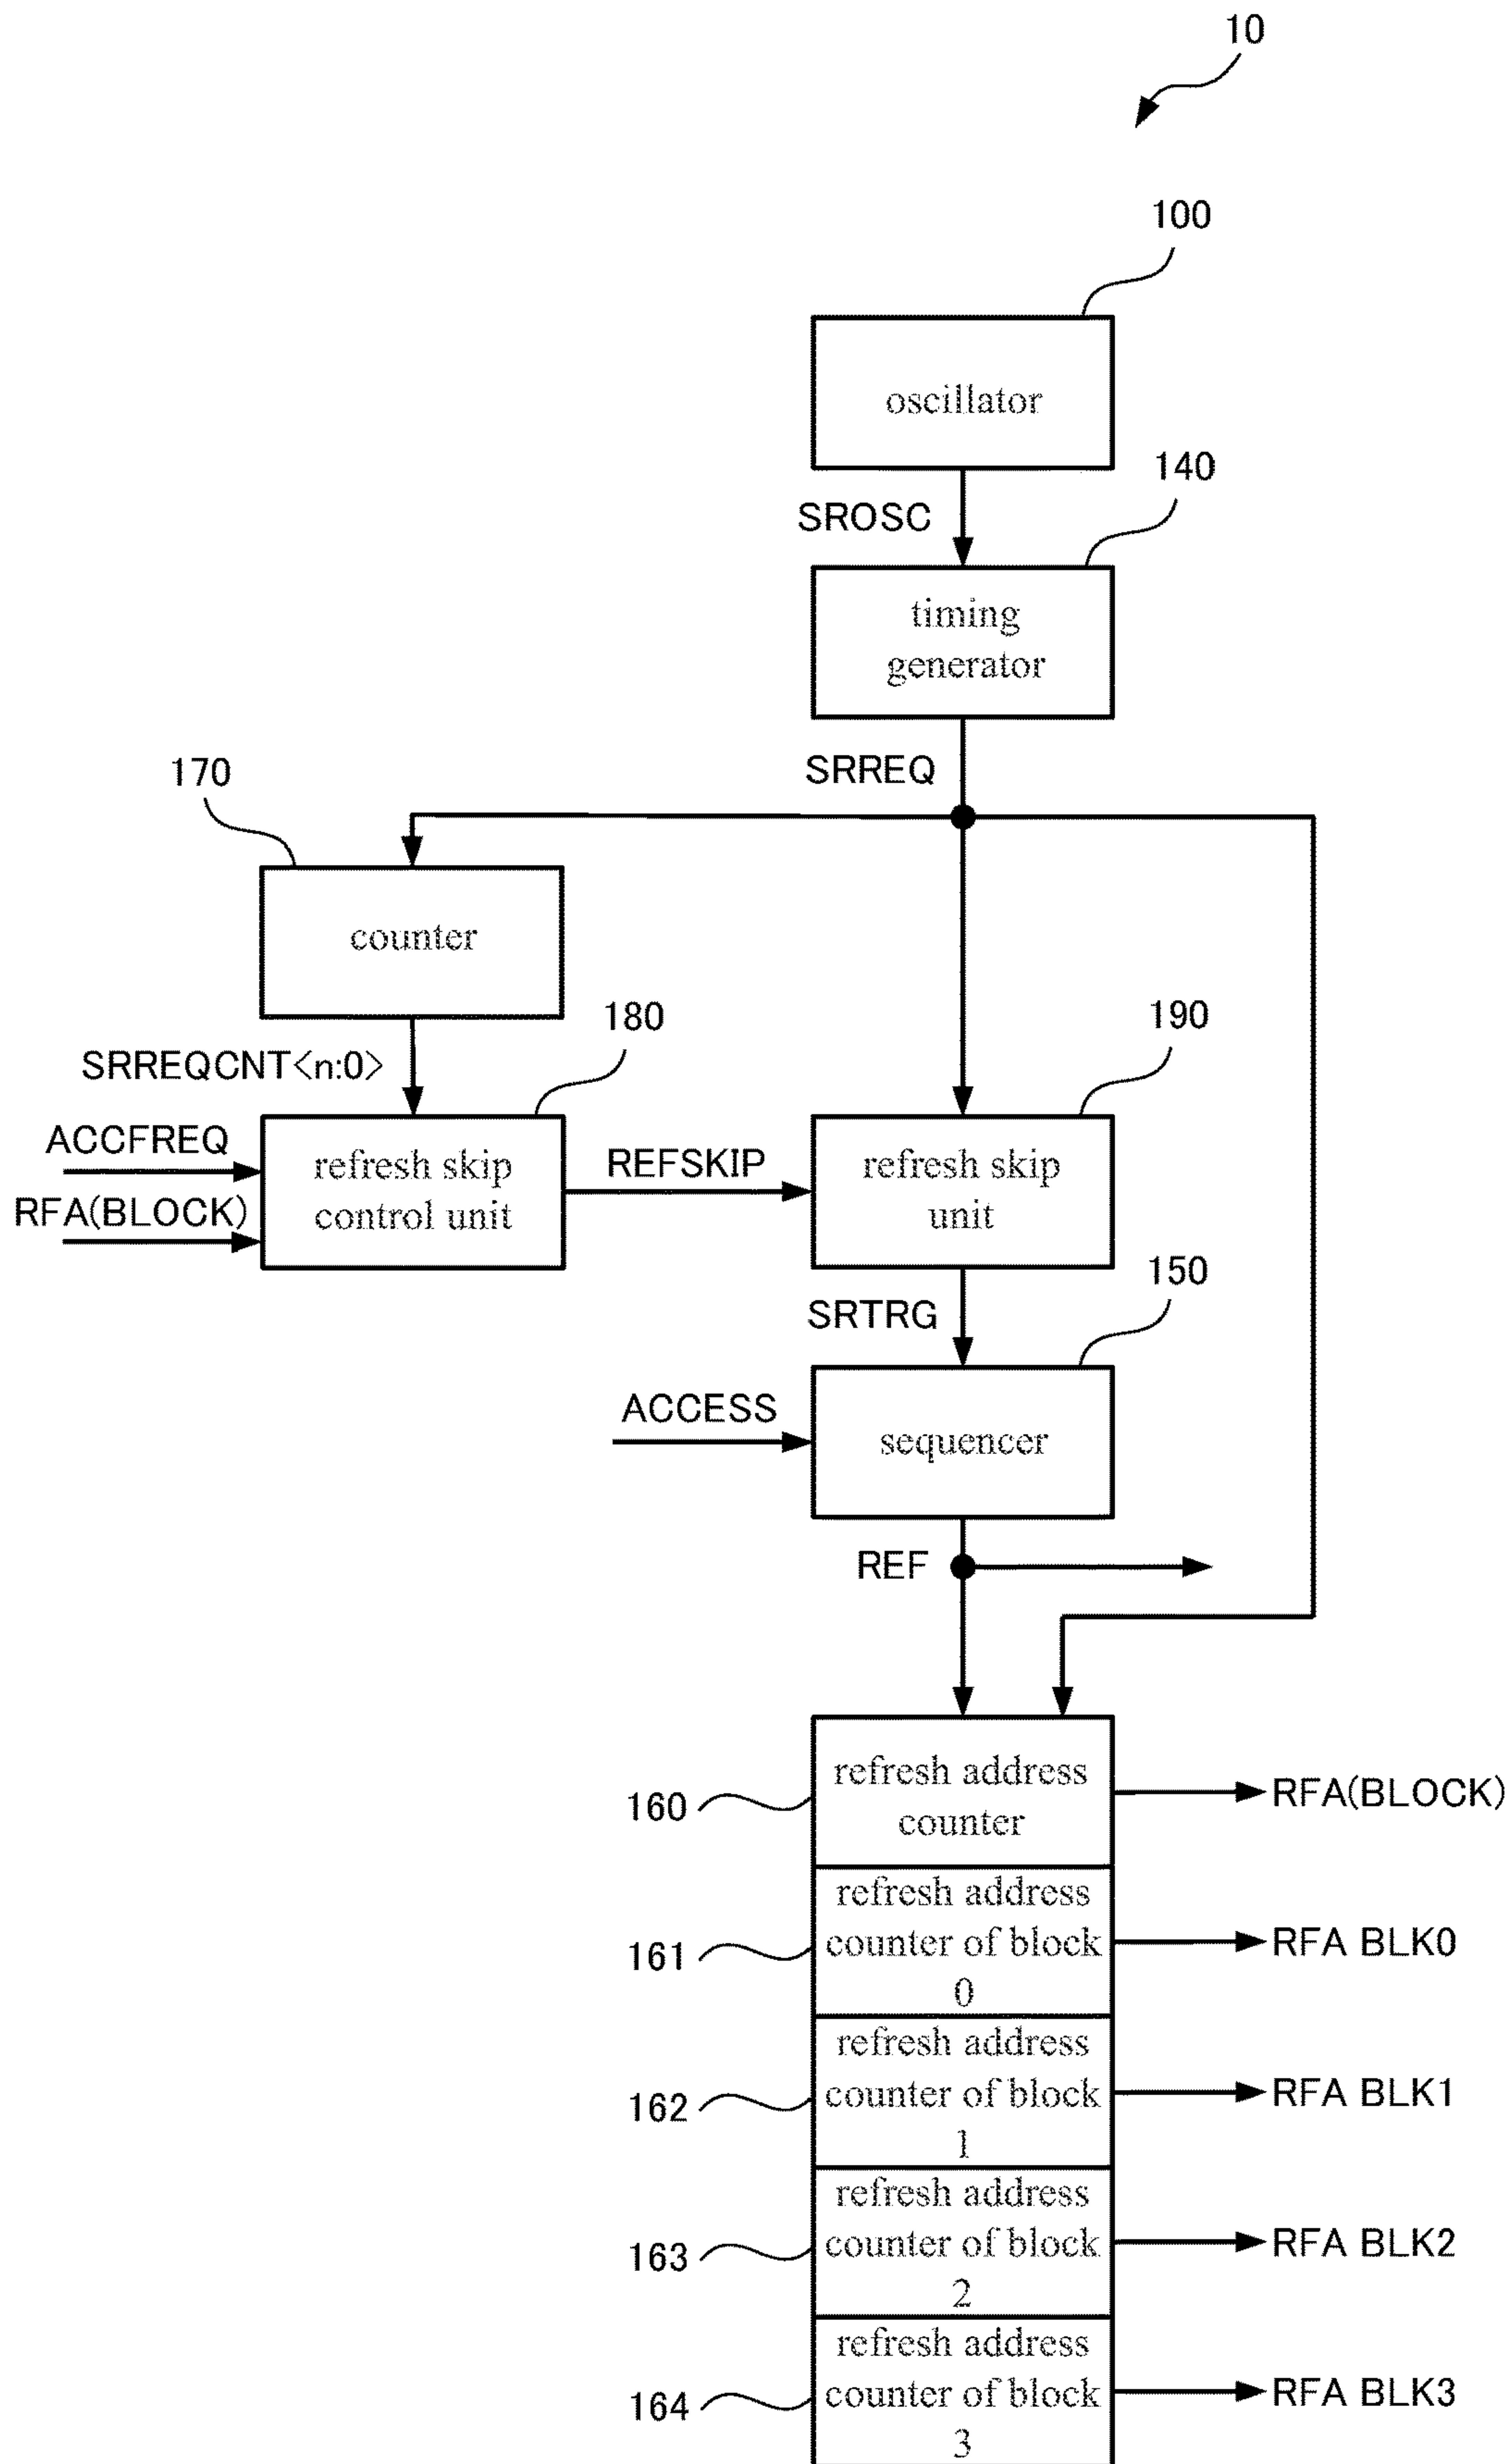 10
100
oscillator
140
SROSC
timing
generator
170
SRREQ
counter
180
190
SRREQCNT<n:0>
ACCFREQ
RFA(BLOCK)
refresh skip
control unit
REFSKIP
refresh skip
unit
150
SRTRG
ACCESS
sequencer
REF
160
refresh address
counter
RFA(BLOCK)
161
refresh address
counter of block
0
RFA BLK0
162
refresh address
counter of block
1
RFA BLK1
163
refresh address
counter of block
2
RFA BLK2
164
refresh address
counter of block
3
RFA BLK3